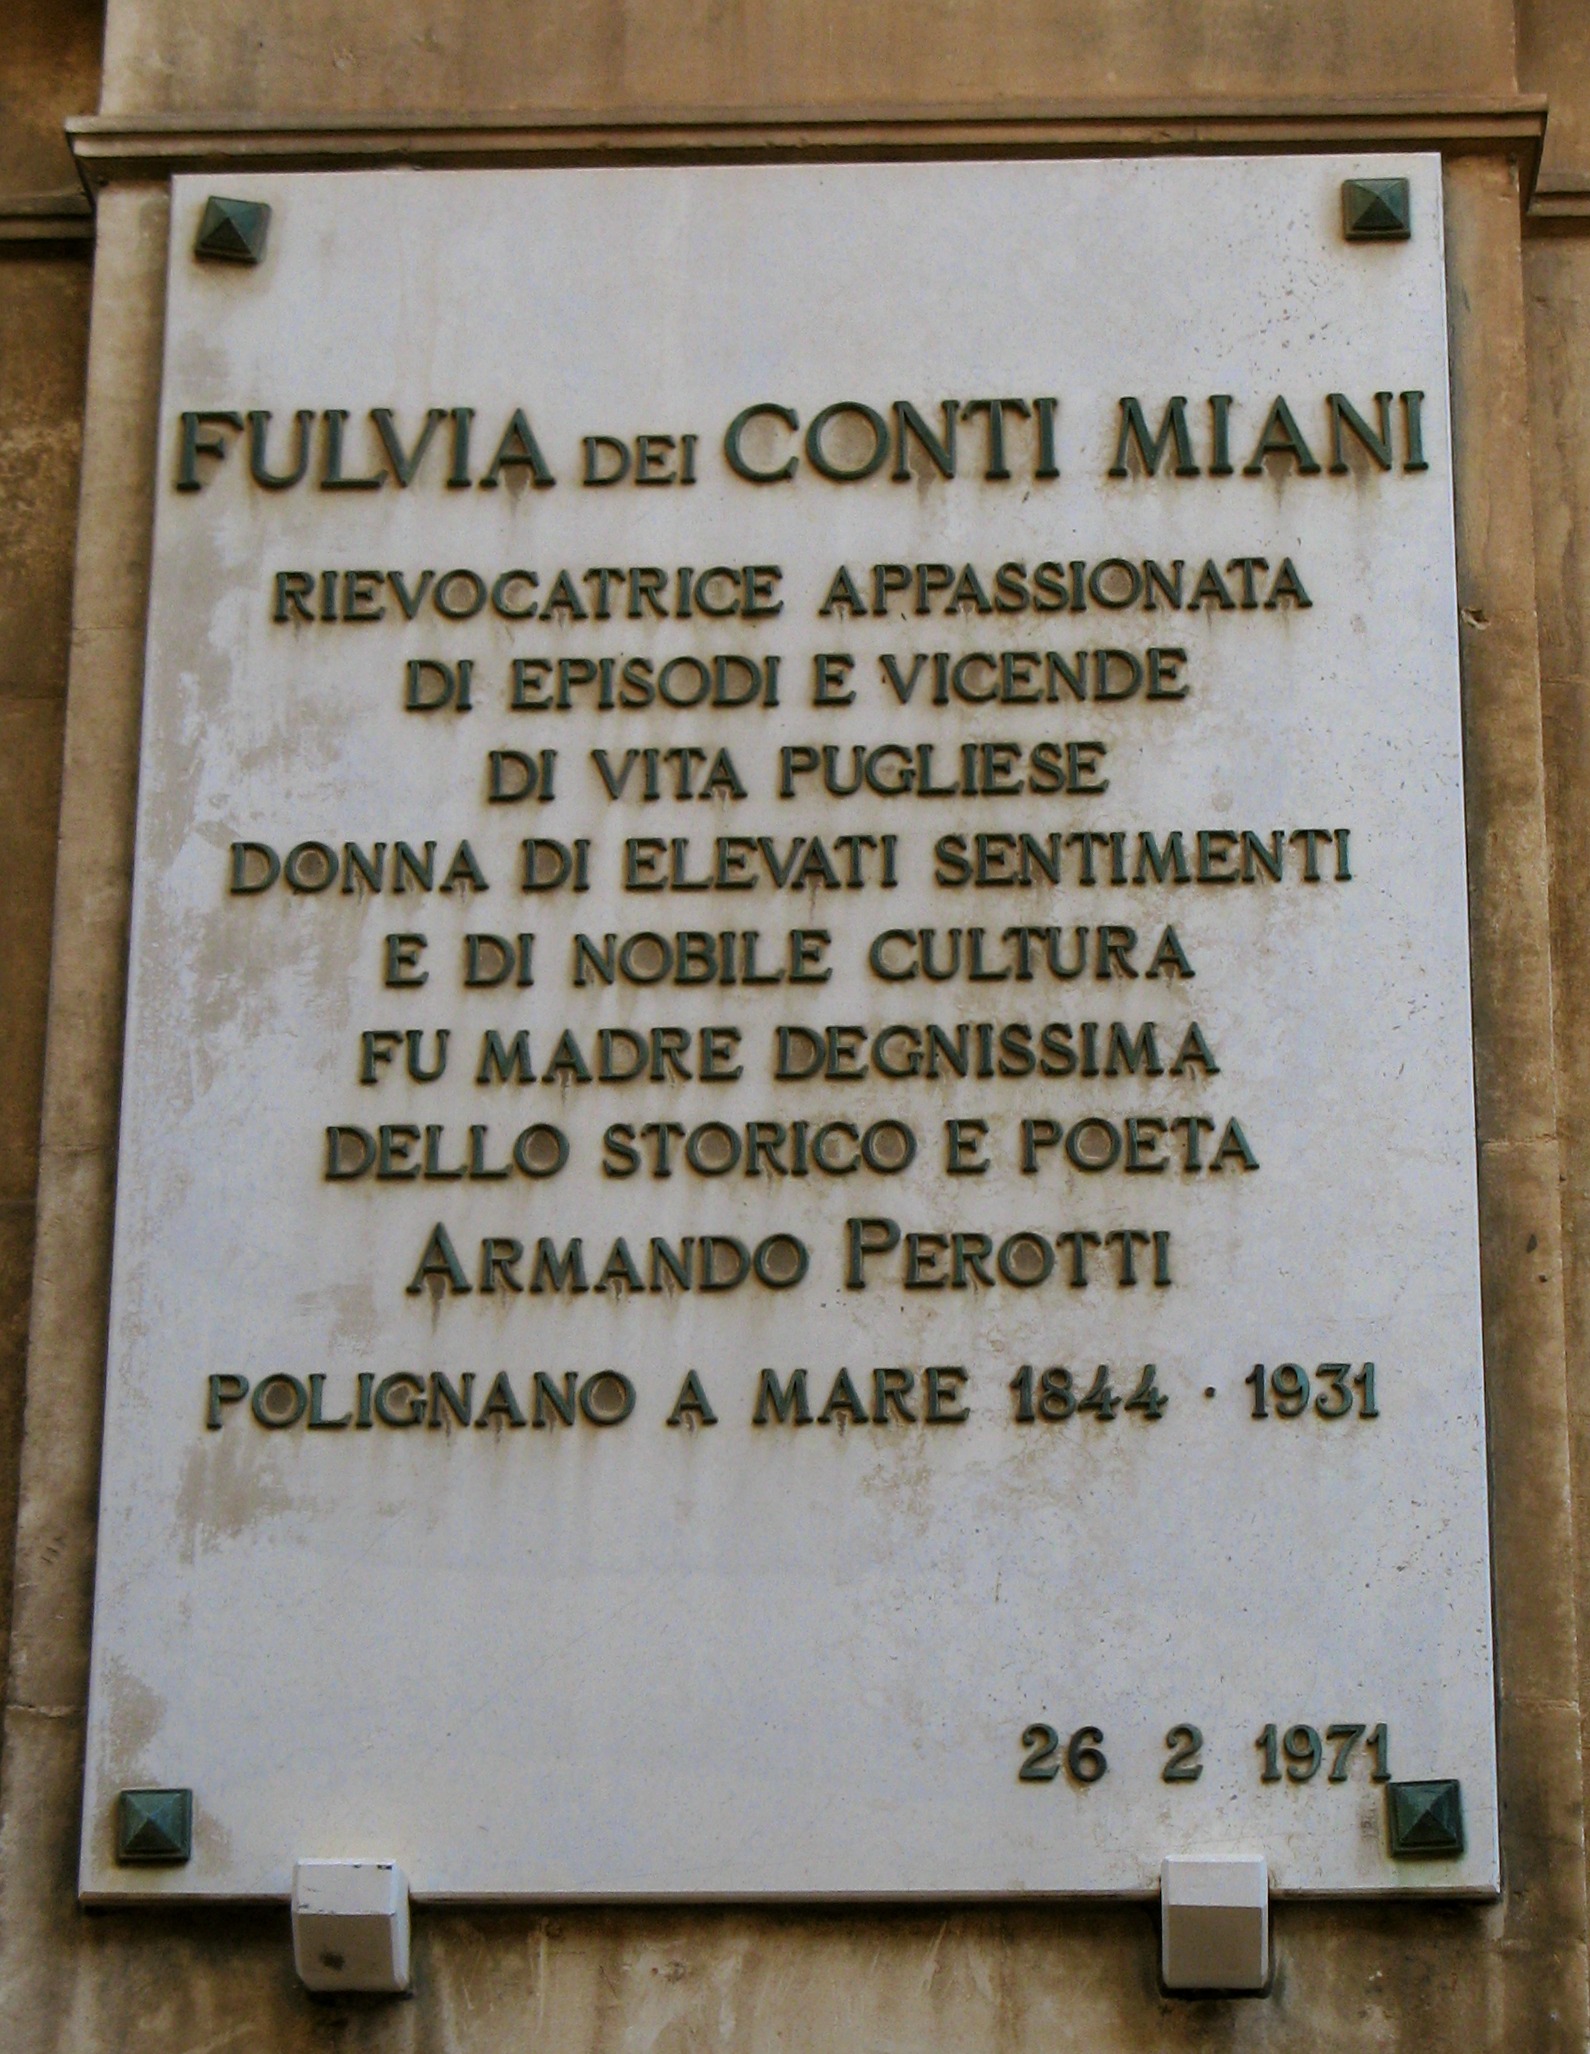 FULVIA DEI CONTI MIANI
RIEVOCATRICE APPASSIONATA
DI EPISODI E VICENDE
DI VITA PUGLIESE
DONNA DI ELEVATI SENTIMENTI
E DI NOBILE CULTURA
FU MADRE DEGNISSIMA
DELLO STORICO E POETA
ARMANDO PEROTTI
POLIGNANO A MARE 1844 · 1931
26 2 1971